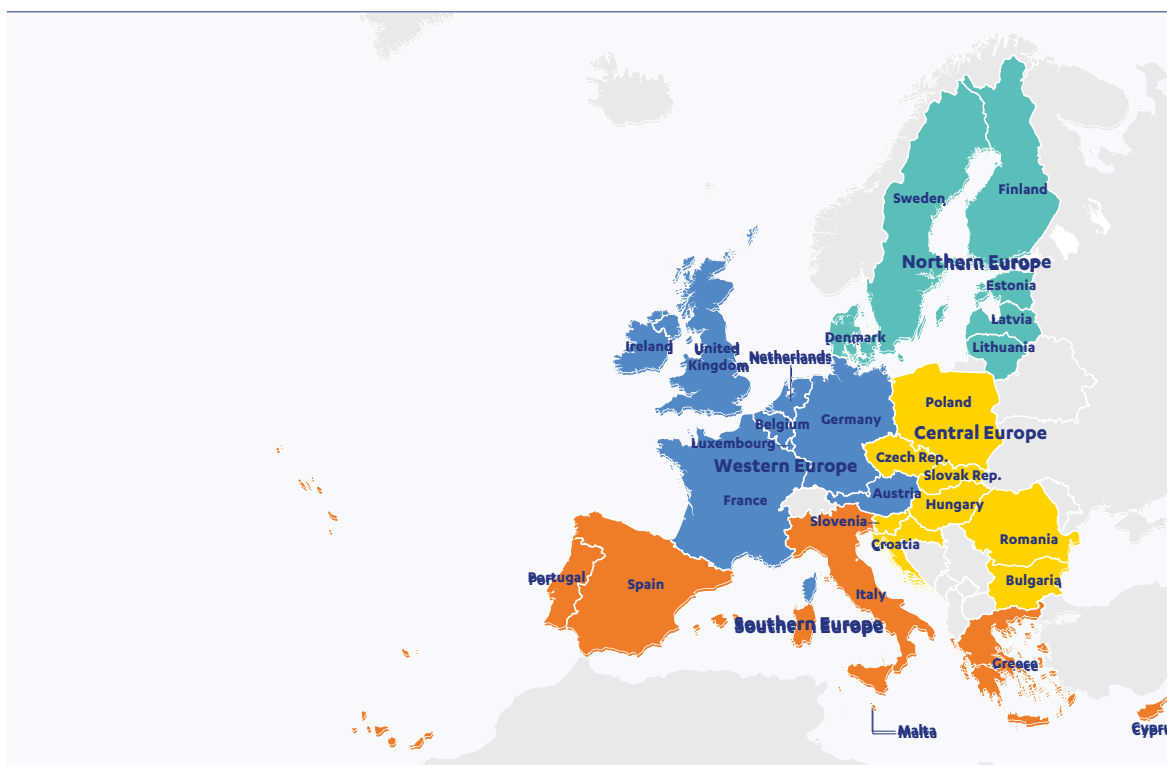 Sweden
Finland
Northern Europe
Estonia
Latvia
Denmark
Lithuania
Ireland
United
Kingdom
Netherlands
Poland
Germany
Belgium
Central Europe
Luxembourg
Czech Rep.
Western Europe
Slovak Rep.
Austria
France
Hungary
Slovenia
Romania
Croatia
Portugal
Spain
Bulgaria
Italy
Southern Europe
Greece
Malta